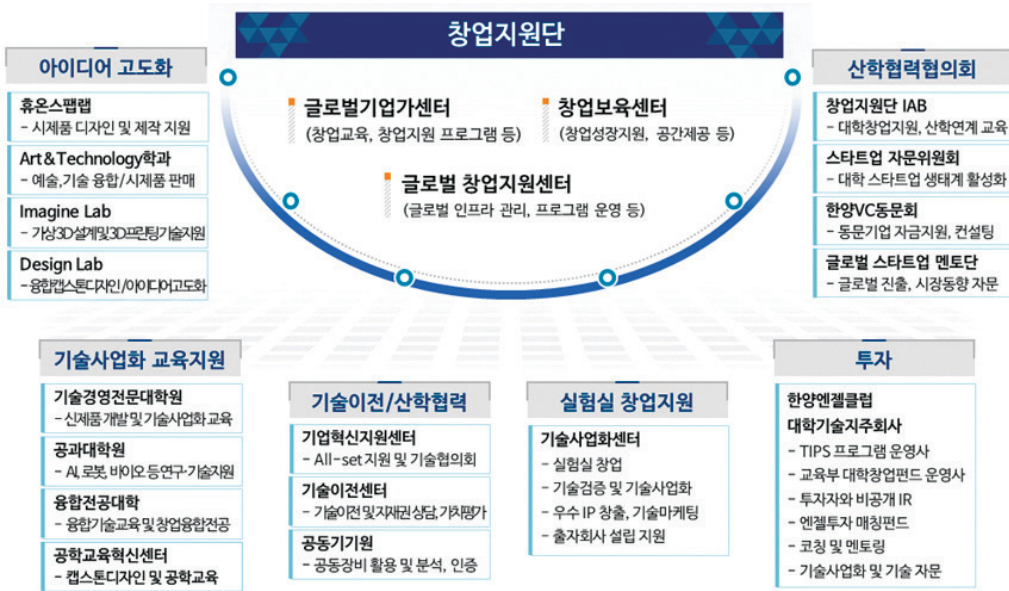 창업지원단
아이디어 고도화
휴온스팹랩
- 시제품 디자인 및 제작 지원
Art & Technology학과
- 예술,기술 융합/시제품 판매
Imagine Lab
- 가상3D설계및3D프린팅기술지원
Design Lab
- 융합캡스톤디자인/아이디어고도화
글로벌기업가센터
(창업교육, 창업지원 프로그램 등)
창업보육센터
(창업성장지원, 공간제공 등)
글로벌 창업지원센터
(글로벌 인프라 관리, 프로그램 운영 등)
산학협력협의회
창업지원단 IAB
- 대학창업지원, 산학연계 교육
스타트업 자문위원회
- 대학 스타트업 생태계 활성화
한양VC동문회
- 동문기업 자금지원, 컨설팅
글로벌 스타트업 멘토단
- 글로벌 진출, 시장동향 자문
기술사업화 교육지원
기술경영전문대학원
- 신제품 개발 및 기술사업화 교육
공과대학원
- AI, 로봇, 바이오 등 연구·기술지원
융합전공대학
- 융합기술교육 및 창업융합전공
공학교육혁신센터
- 캡스톤디자인 및 공학교육
기술이전/산학협력
기업혁신지원센터
- All-set 지원 및 기술협의회
기술이전센터
- 기술이전 및 지재권 상담, 가치평가
공동기기원
- 공동장비 활용 및 분석, 인증
실험실 창업지원
기술사업화센터
- 실험실 창업
- 기술검증 및 기술사업화
- 우수 IP 창출, 기술마케팅
- 출자회사 설립 지원
투자
한양엔젤클럽
대학기술지주회사
- TIPS 프로그램 운영사
- 교육부 대학창업펀드 운영사
- 투자자와 비공개 IR
- 엔젤투자 매칭펀드
- 코칭 및 멘토링
- 기술사업화 및 기술 자문